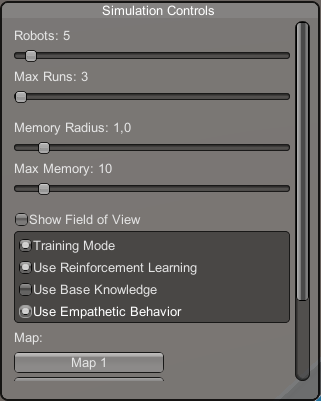 Simulation Controls
Robots: 5
Max Runs: 3
Memory Radius: 1,0
Max Memory: 10
Show Field of View
Training Mode
Use Reinforcement Learning
Use Base Knowledge
Use Empathetic Behavior
Map:
Map 1